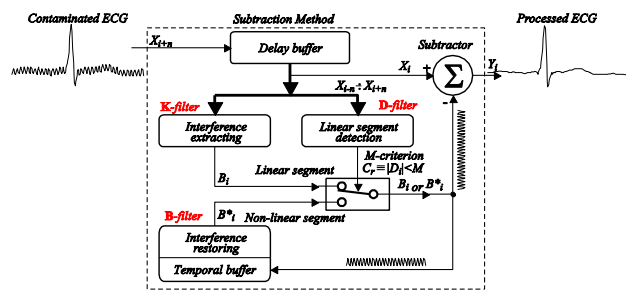 Contaminated ECG
Subtraction Method
Processed ECG
X_{i+n}
Delay buffer
Subtractor
X_i
+
Σ
Y_i
X_{i-n} ÷ X_{i+n}
-
K-filter
D-filter
Interference
extracting
Linear segment
detection
M-criterion
C_r ≡ |D_i| < M
Linear segment
B_i
B_i or B*_i
B*_i
Non-linear segment
B-filter
Interference
restoring
Temporal buffer